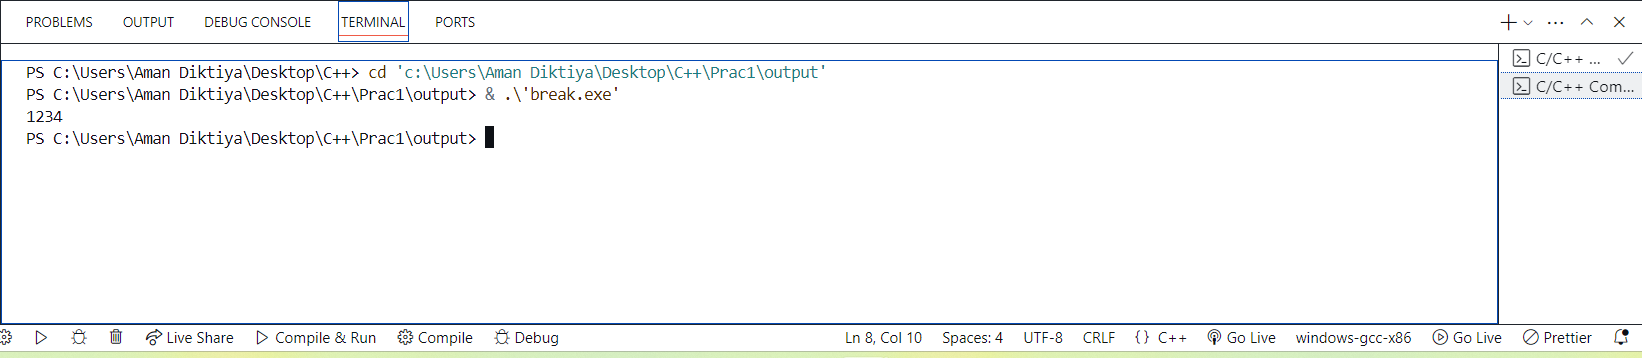 PROBLEMS OUTPUT DEBUG CONSOLE TERMINAL PORTS
PS C:\Users\Aman Diktiya\Desktop\C++> cd 'c:\Users\Aman Diktiya\Desktop\C++\Prac1\output'
PS C:\Users\Aman Diktiya\Desktop\C++\Prac1\output> & .\'break.exe'
1234
PS C:\Users\Aman Diktiya\Desktop\C++\Prac1\output>
C/C++ ...
C/C++ Com...
Live Share Compile & Run Compile Debug Ln 8, Col 10 Spaces: 4 UTF-8 CRLF {} C++ Go Live windows-gcc-x86 Go Live Prettier